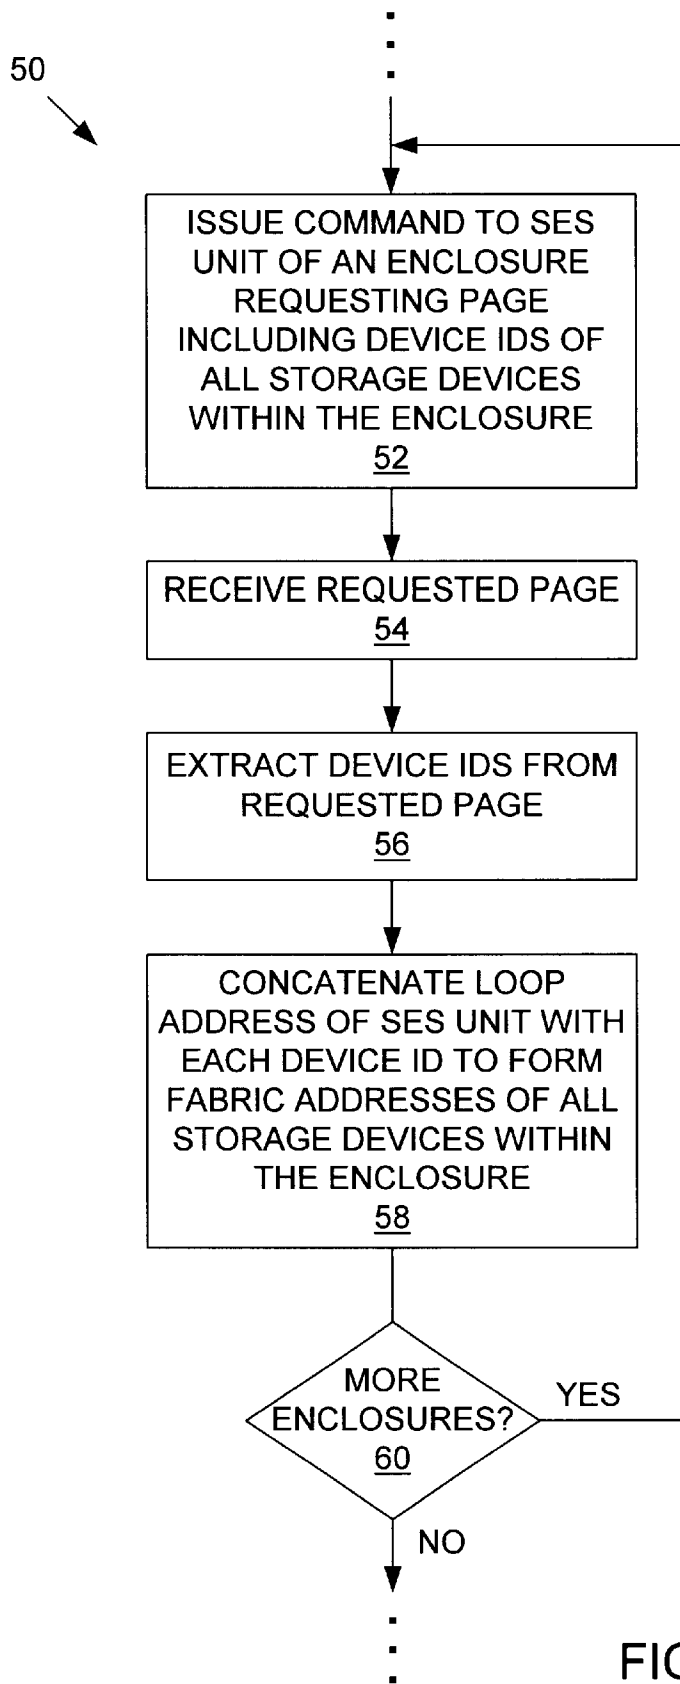 50
ISSUE COMMAND TO SES
UNIT OF AN ENCLOSURE
REQUESTING PAGE
INCLUDING DEVICE IDS OF
ALL STORAGE DEVICES
WITHIN THE ENCLOSURE
52
RECEIVE REQUESTED PAGE
54
EXTRACT DEVICE IDS FROM
REQUESTED PAGE
56
CONCATENATE LOOP
ADDRESS OF SES UNIT WITH
EACH DEVICE ID TO FORM
FABRIC ADDRESSES OF ALL
STORAGE DEVICES WITHIN
THE ENCLOSURE
58
MORE
ENCLOSURES?
60
YES
NO